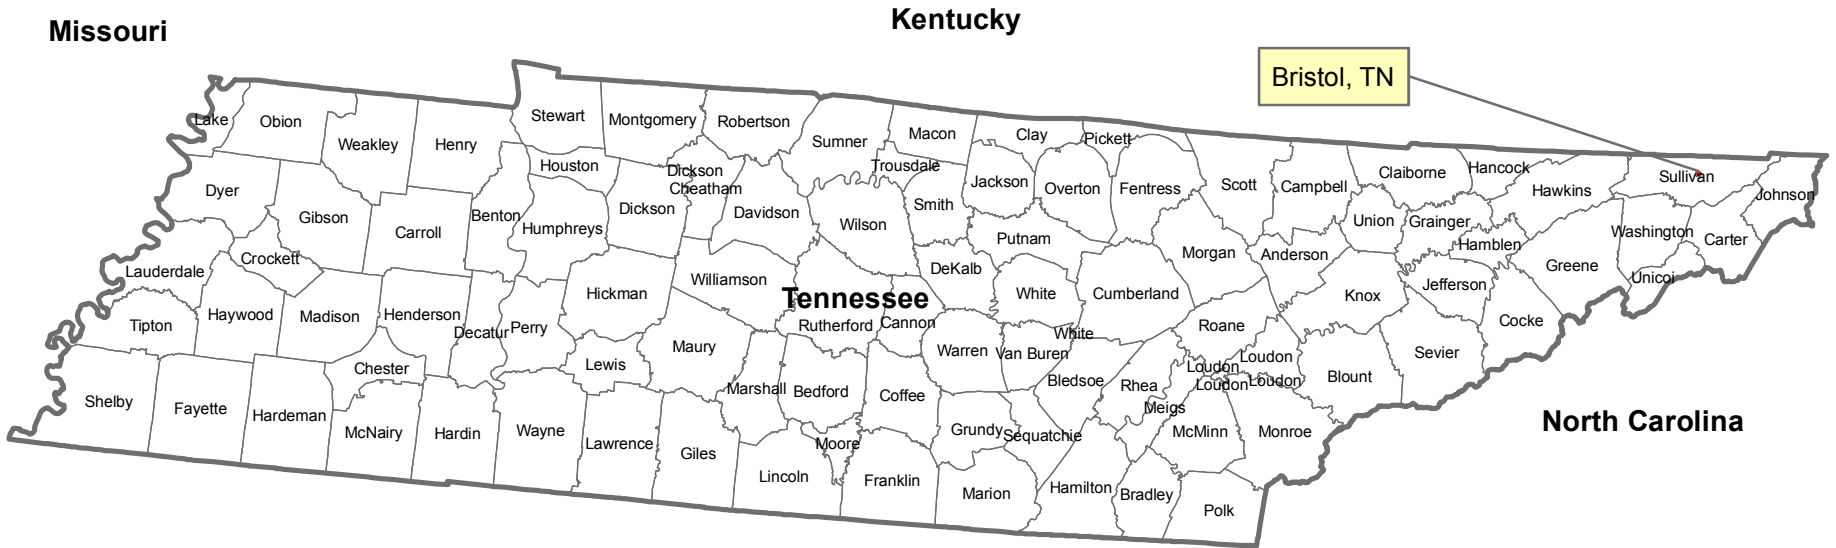 Kentucky
Missouri
Bristol, TN
Stewart
Lake
Obion
Montgomery
Robertson
Macon
Clay
Pickett
Sumner
Weakley
Henry
Houston
Trousdale
Dickson
Cheatham
Claiborne
Hancock
Sullivan
Dyer
Jackson
Overton
Fentress
Scott
Campbell
Hawkins
Johnson
Gibson
Benton
Dickson
Davidson
Smith
Carroll
Humphreys
Wilson
Union
Grainger
Washington
Putnam
Carter
Crockett
Morgan
Anderson
Hamblen
Lauderdale
DeKalb
Greene
Williamson
Unicoi
Hickman
Tennessee
White
Cumberland
Knox
Jefferson
Haywood
Madison
Henderson
Tipton
Decatur
Perry
Rutherford
Cannon
White
Roane
Cocke
Maury
Warren
Van Buren
Loudon
Sevier
Chester
Lewis
Loudon
Bledsoe
Rhea
Loudon
Loudon
Blount
Marshall
Bedford
Coffee
Shelby
Fayette
Hardeman
Meigs
McNairy
Hardin
Wayne
Lawrence
Moore
Grundy
Sequatchie
McMinn
Monroe
North Carolina
Giles
Lincoln
Franklin
Marion
Hamilton
Bradley
Polk